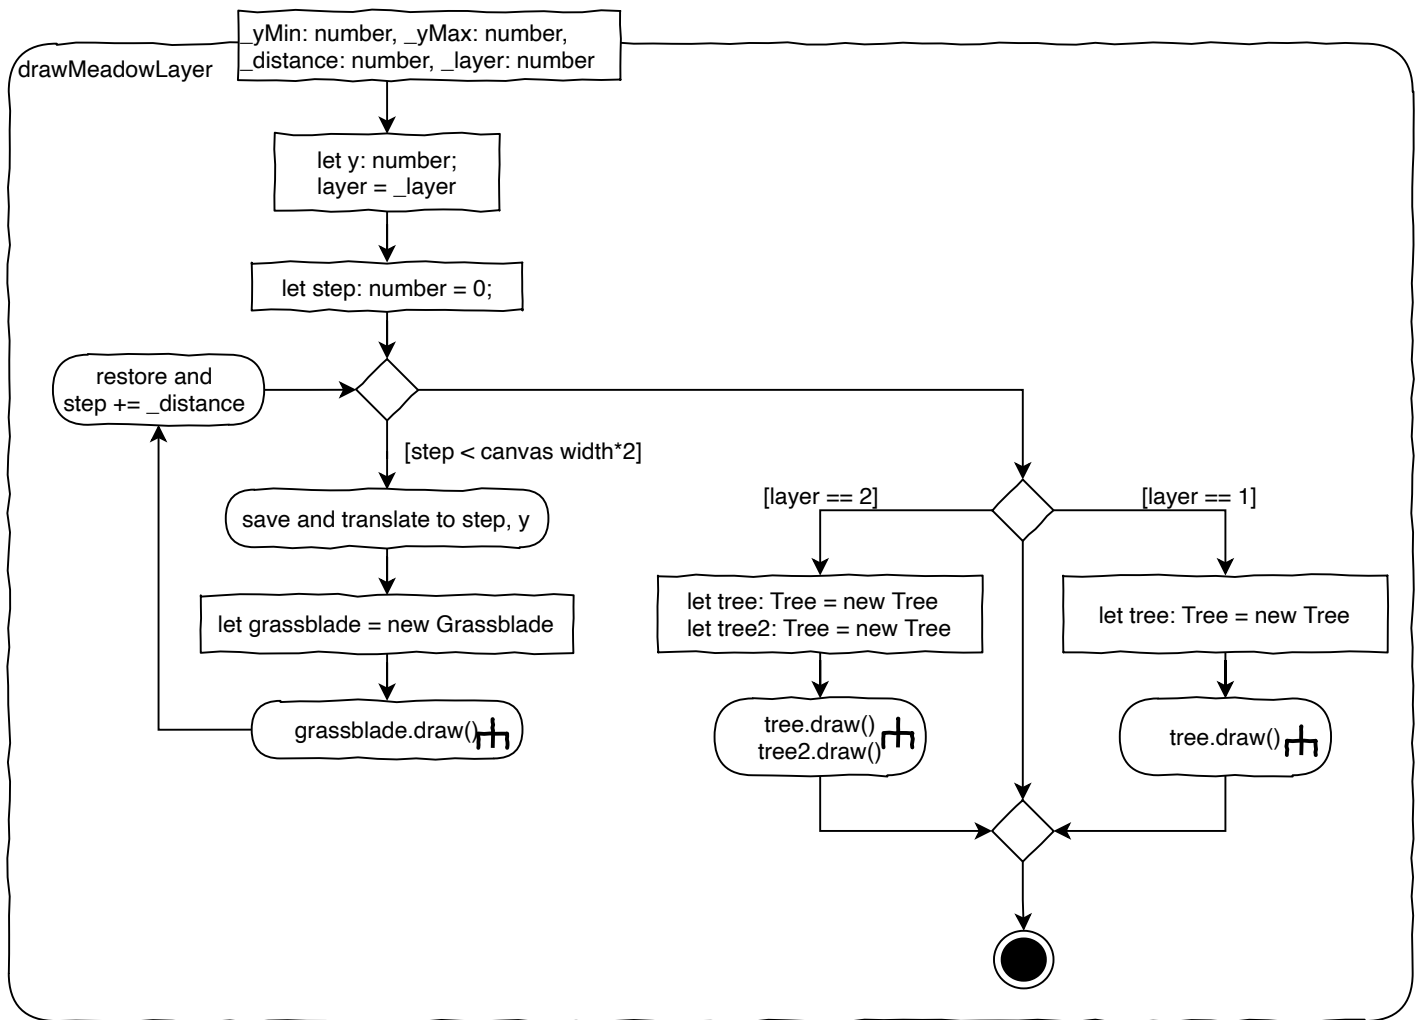 _yMin: number, _yMax: number,
_distance: number, _layer: number
drawMeadowLayer
let y: number;
layer = _layer
let step: number = 0;
restore and
step += _distance
[step < canvas width*2]
save and translate to step, y
let grassblade = new Grassblade
grassblade.draw()
[layer == 2]
[layer == 1]
let tree: Tree = new Tree
let tree2: Tree = new Tree
let tree: Tree = new Tree
tree.draw()
tree2.draw()
tree.draw()